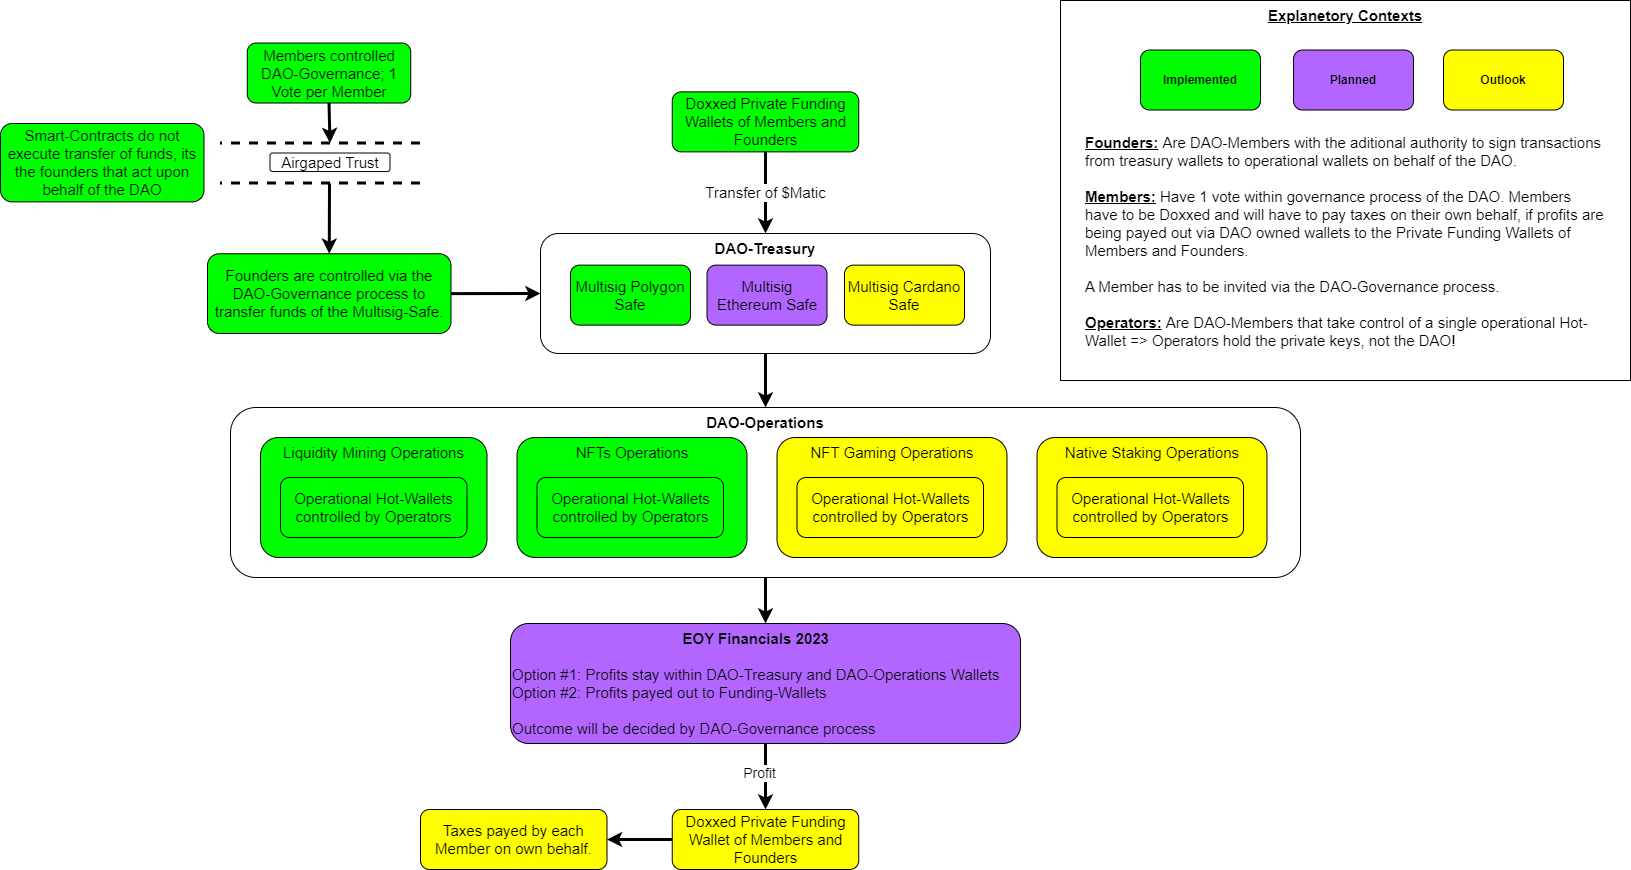 Members controlled
DAO-Governance; 1
Vote per Member
Smart-Contracts do not
execute transfer of funds, its
the founders that act upon
behalf of the DAO
Airgaped Trust
Founders are controlled via the
DAO-Governance process to
transfer funds of the Multisig-Safe.
Doxxed Private Funding
Wallets of Members and
Founders
Transfer of $Matic
DAO-Treasury
Multisig Polygon
Safe
Multisig
Ethereum Safe
Multisig Cardano
Safe
Explanetory Contexts
Implemented
Planned
Outlook
Founders: Are DAO-Members with the aditional authority to sign transactions
from treasury wallets to operational wallets on behalf of the DAO.
Members: Have 1 vote within governance process of the DAO. Members
have to be Doxxed and will have to pay taxes on their own behalf, if profits are
being payed out via DAO owned wallets to the Private Funding Wallets of
Members and Founders.
A Member has to be invited via the DAO-Governance process.
Operators: Are DAO-Members that take control of a single operational Hot-
Wallet => Operators hold the private keys, not the DAO!
DAO-Operations
Liquidity Mining Operations
Operational Hot-Wallets
controlled by Operators
NFTs Operations
Operational Hot-Wallets
controlled by Operators
NFT Gaming Operations
Operational Hot-Wallets
controlled by Operators
Native Staking Operations
Operational Hot-Wallets
controlled by Operators
EOY Financials 2023
Option #1: Profits stay within DAO-Treasury and DAO-Operations Wallets
Option #2: Profits payed out to Funding-Wallets
Outcome will be decided by DAO-Governance process
Profit
Doxxed Private Funding
Wallet of Members and
Founders
Taxes payed by each
Member on own behalf.